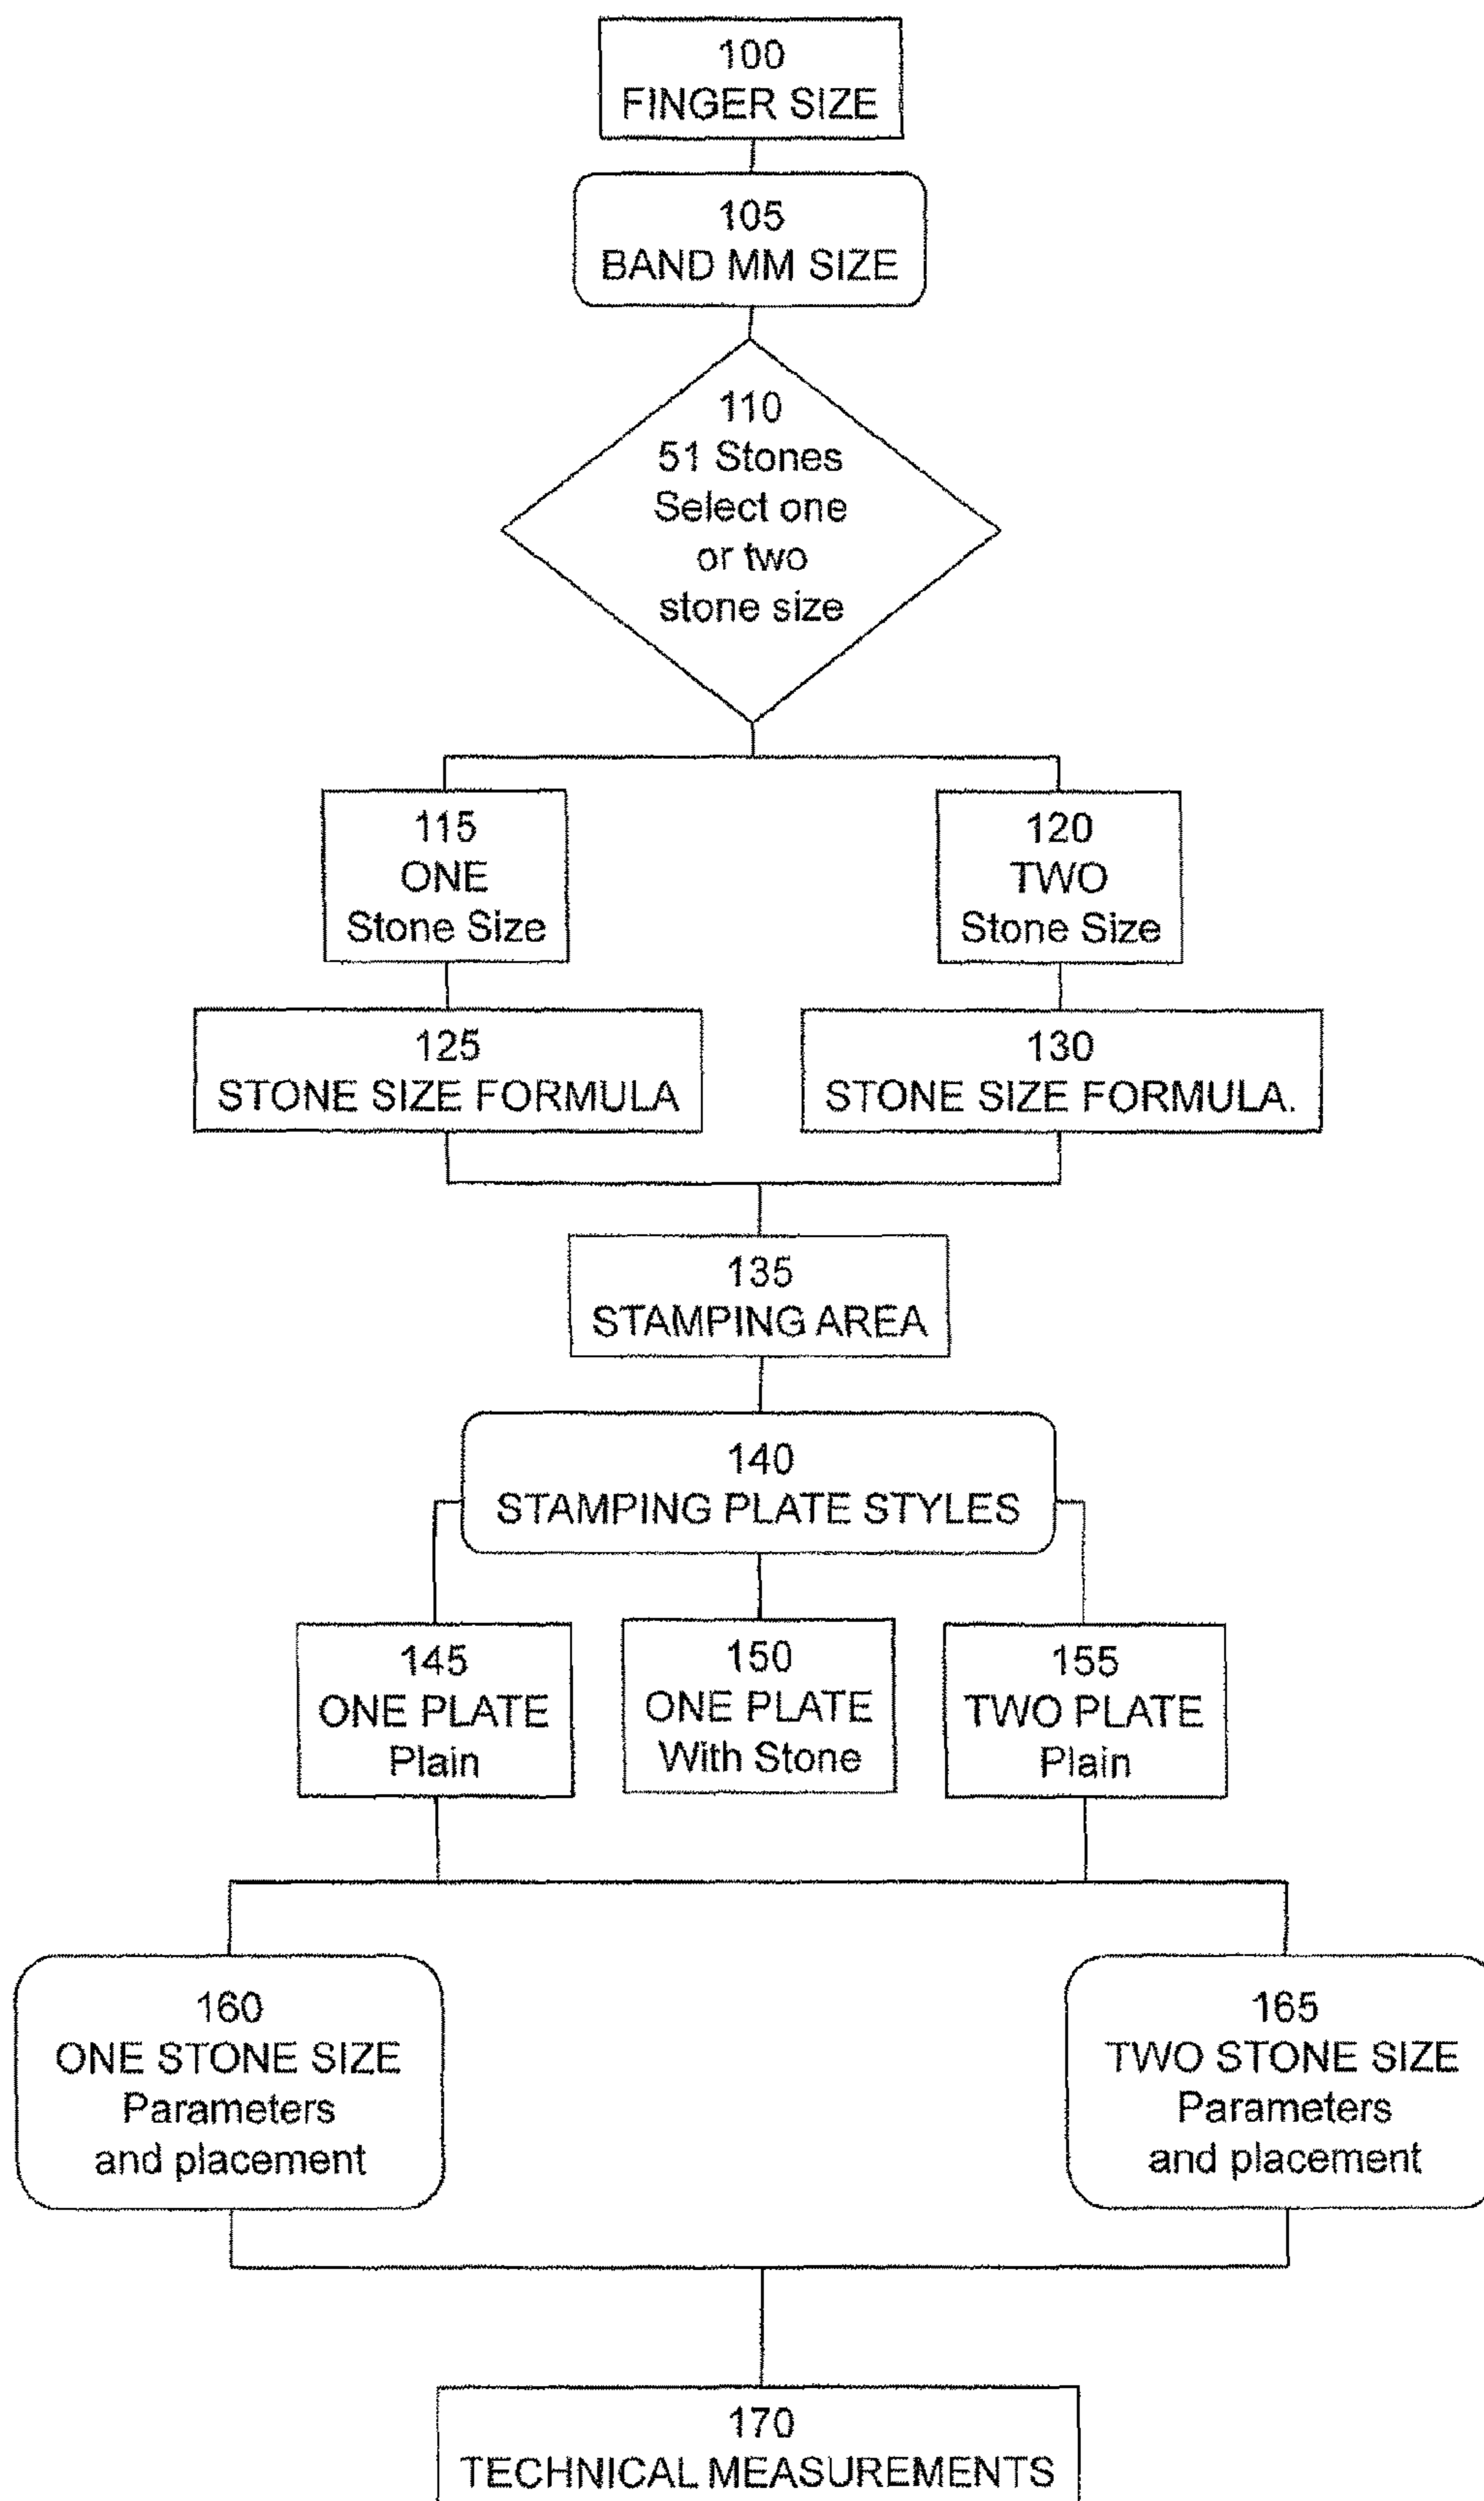 100
FINGER SIZE
105
BAND MM SIZE
110
51 Stones
Select one
or two
stone size
115
ONE
Stone Size
120
TWO
Stone Size
125
STONE SIZE FORMULA
130
STONE SIZE FORMULA.
135
STAMPING AREA
140
STAMPING PLATE STYLES
145
ONE PLATE
Plain
150
ONE PLATE
With Stone
155
TWO PLATE
Plain
160
ONE STONE SIZE
Parameters
and placement
165
TWO STONE SIZE
Parameters
and placement
170
TECHNICAL MEASUREMENTS